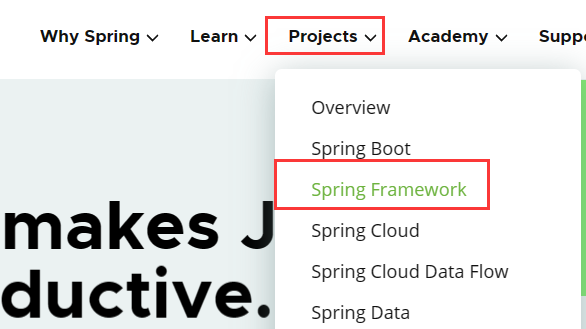 Why Spring Learn Projects Academy Suppo
Overview
Spring Boot
Spring Framework
Spring Cloud
Spring Cloud Data Flow
Spring Data
makes J
ductive.